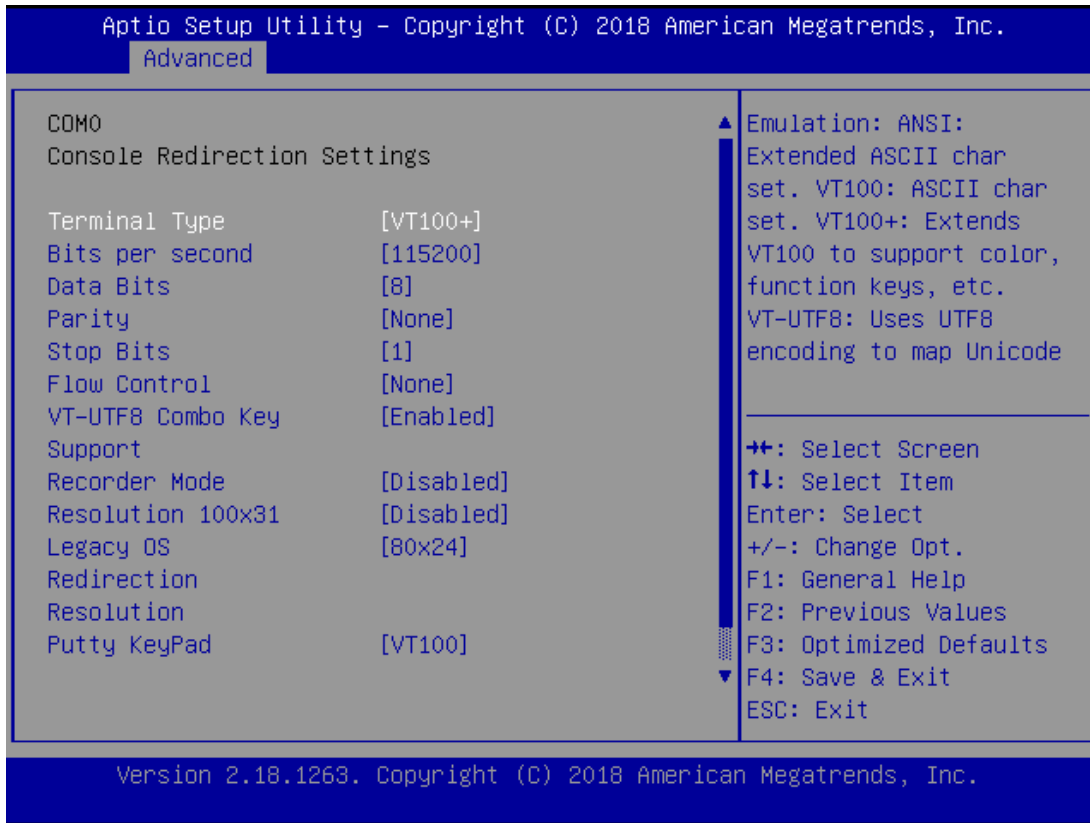 Aptio Setup Utility – Copyright (C) 2018 American Megatrends, Inc.
Advanced
COM0
Console Redirection Settings
Terminal Type [VT100+]
Bits per second [115200]
Data Bits [8]
Parity [None]
Stop Bits [1]
Flow Control [None]
VT-UTF8 Combo Key [Enabled]
Support
Recorder Mode [Disabled]
Resolution 100x31 [Disabled]
Legacy OS [80x24]
Redirection
Resolution
Putty KeyPad [VT100]
Emulation: ANSI:
Extended ASCII char
set. VT100: ASCII char
set. VT100+: Extends
VT100 to support color,
function keys, etc.
VT-UTF8: Uses UTF8
encoding to map Unicode
→←: Select Screen
↑↓: Select Item
Enter: Select
+/-: Change Opt.
F1: General Help
F2: Previous Values
F3: Optimized Defaults
F4: Save & Exit
ESC: Exit
Version 2.18.1263. Copyright (C) 2018 American Megatrends, Inc.